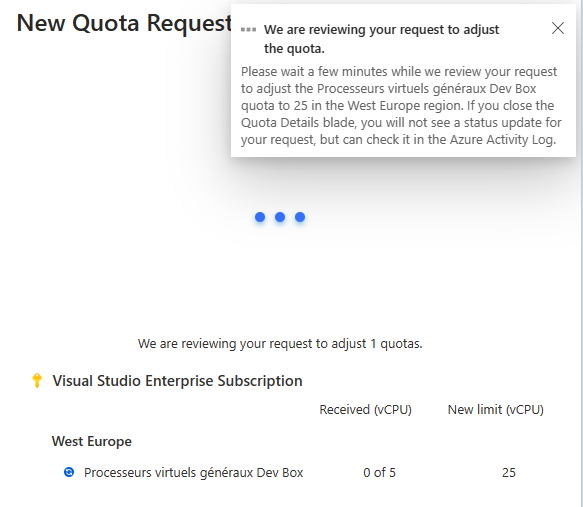 New Quota Request
We are reviewing your request to adjust
the quota.
Please wait a few minutes while we review your request
to adjust the Processeurs virtuels généraux Dev Box
quota to 25 in the West Europe region. If you close the
Quota Details blade, you will not see a status update for
your request, but can check it in the Azure Activity Log.
We are reviewing your request to adjust 1 quotas.
Visual Studio Enterprise Subscription
Received (vCPU) New limit (vCPU)
West Europe
Processeurs virtuels généraux Dev Box 0 of 5 25